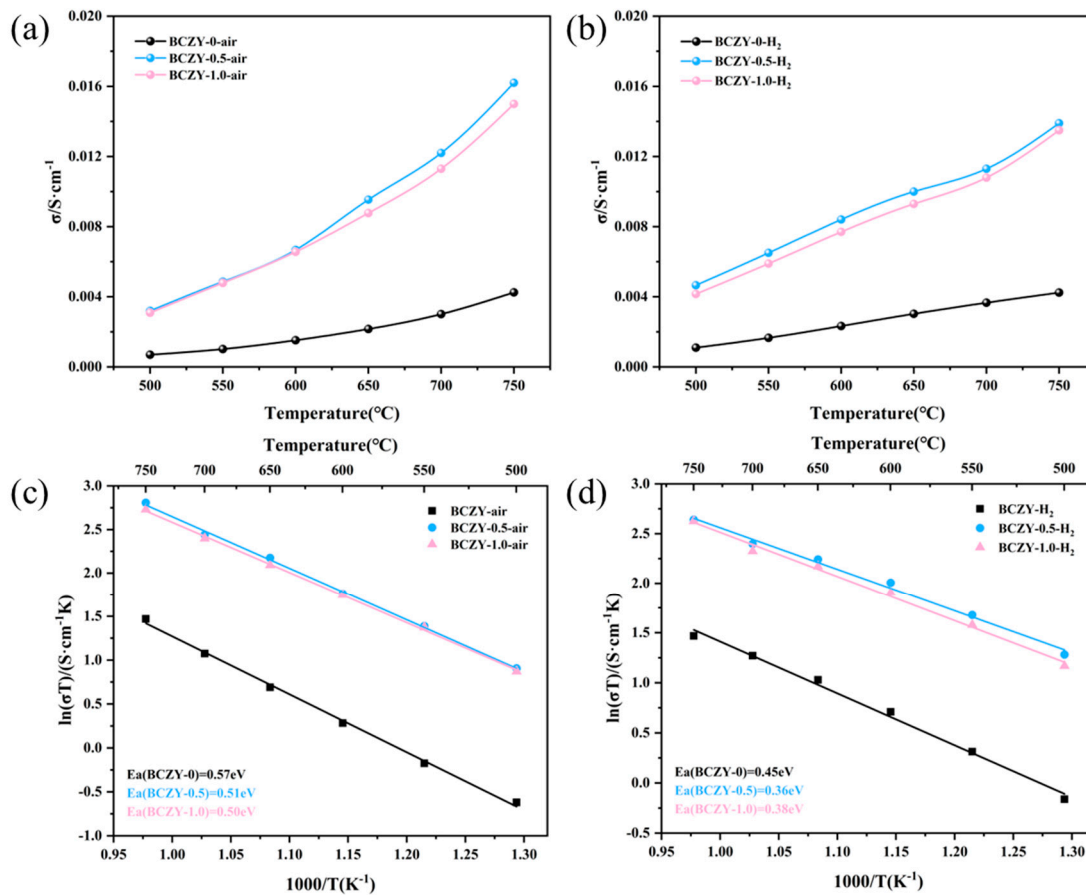 (a)
BCZY-0-air
BCZY-0.5-air
BCZY-1.0-air
0.020
0.016
0.012
0.008
0.004
0.000
σ/S·cm⁻¹
500 550 600 650 700 750
Temperature(°C)
(b)
BCZY-0-H₂
BCZY-0.5-H₂
BCZY-1.0-H₂
0.020
0.016
0.012
0.008
0.004
0.000
σ/S·cm⁻¹
500 550 600 650 700 750
Temperature(°C)
(c)
Temperature(°C)
750 700 650 600 550 500
BCZY-air
BCZY-0.5-air
BCZY-1.0-air
3.0
2.5
2.0
1.5
1.0
0.5
0.0
-0.5
-1.0
ln(σT)/(S·cm⁻¹K)
Ea(BCZY-0)=0.57eV
Ea(BCZY-0.5)=0.51eV
Ea(BCZY-1.0)=0.50eV
0.95 1.00 1.05 1.10 1.15 1.20 1.25 1.30
1000/T(K⁻¹)
(d)
Temperature(°C)
750 700 650 600 550 500
BCZY-H₂
BCZY-0.5-H₂
BCZY-1.0-H₂
3.0
2.5
2.0
1.5
1.0
0.5
0.0
-0.5
ln(σT)/(S·cm⁻¹K)
Ea(BCZY-0)=0.45eV
Ea(BCZY-0.5)=0.36eV
Ea(BCZY-1.0)=0.38eV
0.95 1.00 1.05 1.10 1.15 1.20 1.25 1.30
1000/T(K⁻¹)